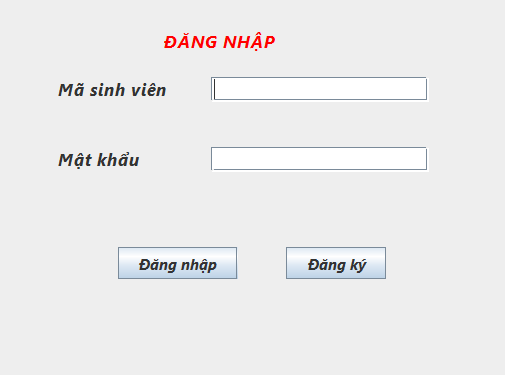 ĐĂNG NHẬP
Mã sinh viên
Mật khẩu
Đăng nhập
Đăng ký